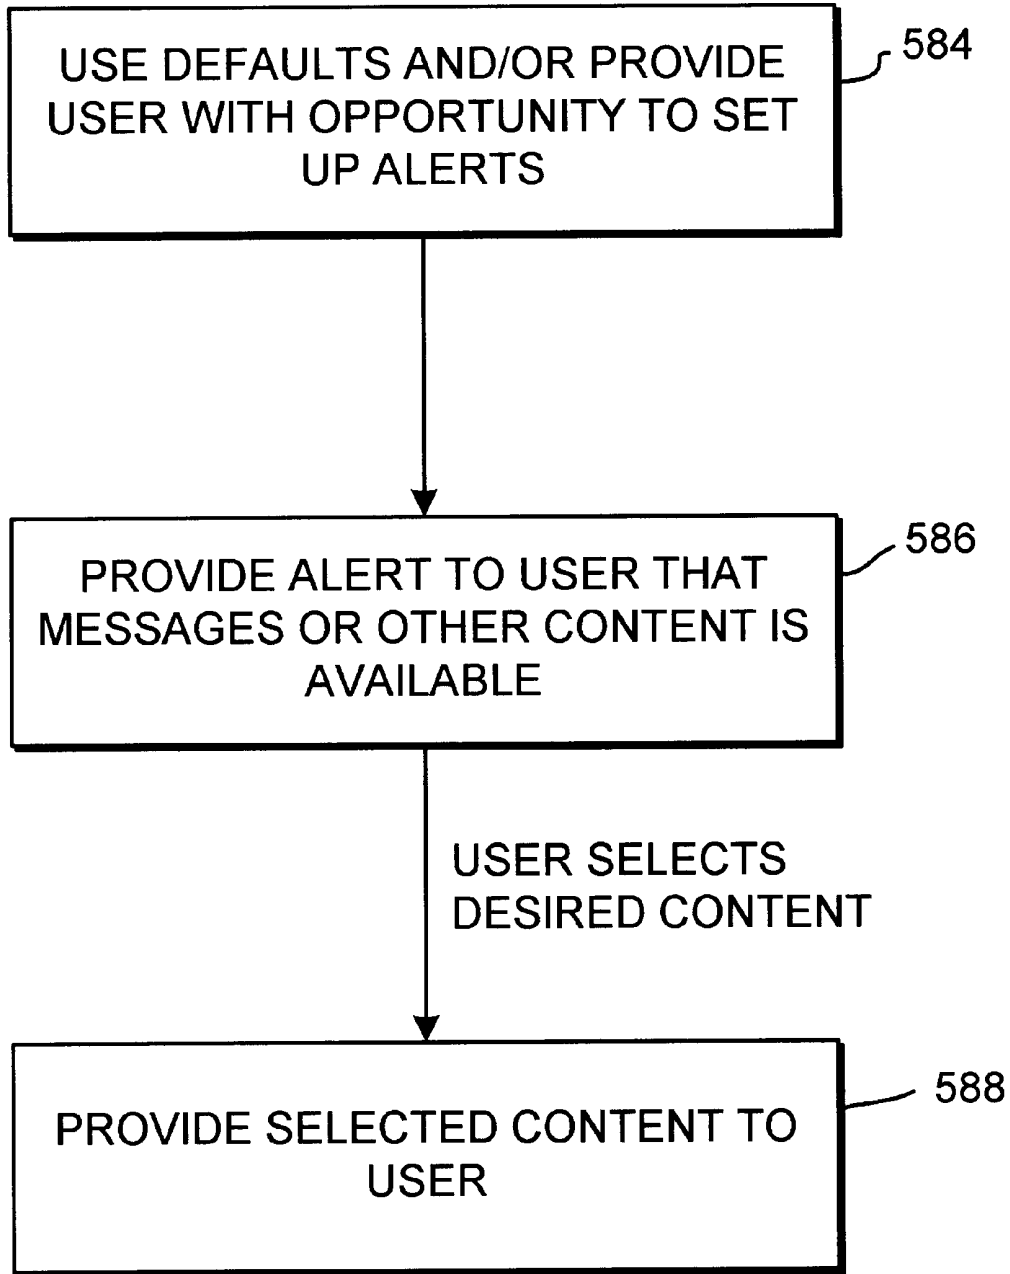 USE DEFAULTS AND/OR PROVIDE
USER WITH OPPORTUNITY TO SET
UP ALERTS
584
PROVIDE ALERT TO USER THAT
MESSAGES OR OTHER CONTENT IS
AVAILABLE
586
USER SELECTS
DESIRED CONTENT
PROVIDE SELECTED CONTENT TO
USER
588